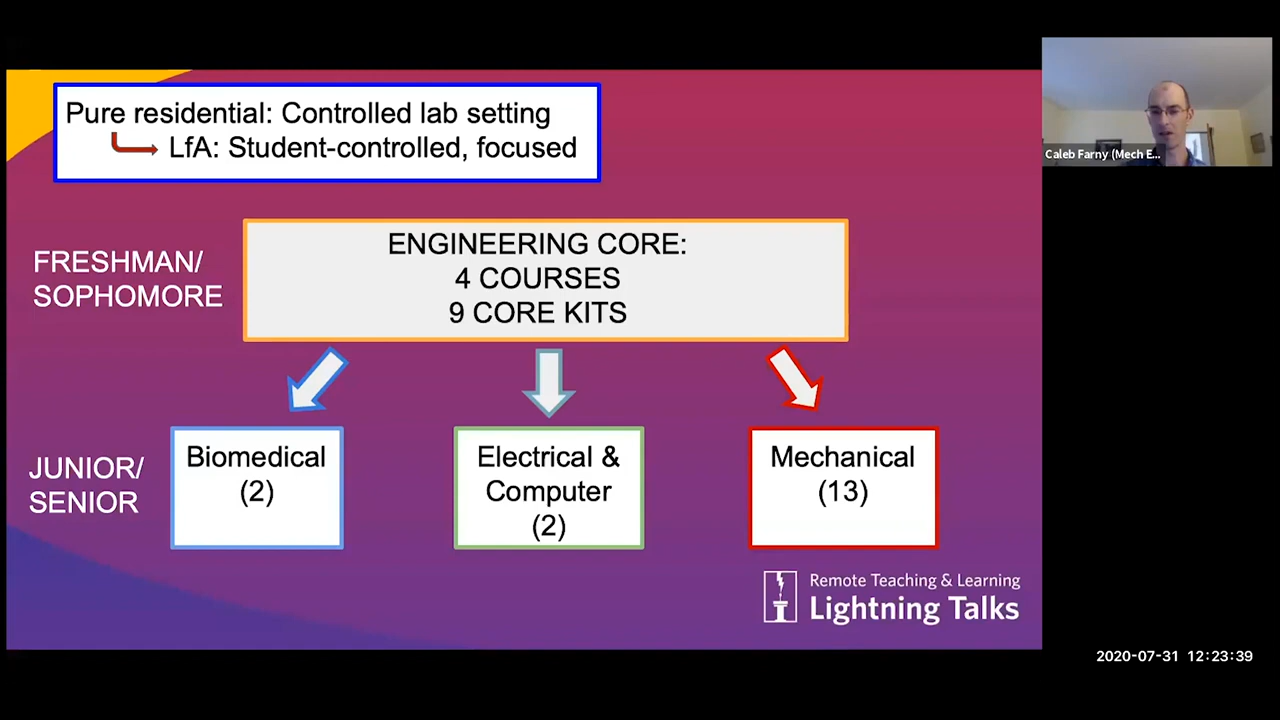 Pure residential: Controlled lab setting
LfA: Student-controlled, focused
FRESHMAN/
SOPHOMORE
ENGINEERING CORE:
4 COURSES
9 CORE KITS
JUNIOR/
SENIOR
Biomedical
(2)
Electrical &
Computer
(2)
Mechanical
(13)
Remote Teaching & Learning
Lightning Talks
Caleb Farny (Mech E...
2020-07-31 12:23:39